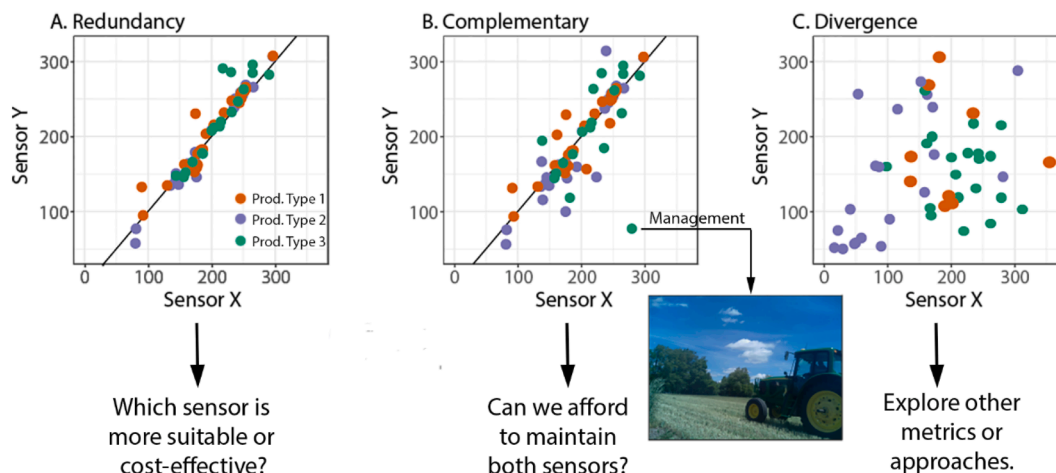 A. Redundancy
Sensor Y
300
200
100
0
100
200
300
Sensor X
Prod. Type 1
Prod. Type 2
Prod. Type 3
Which sensor is
more suitable or
cost-effective?
B. Complementary
300
200
100
0
100
200
300
Sensor Y
Sensor X
Management
Can we afford
to maintain
both sensors?
C. Divergence
300
200
100
0
100
200
300
Sensor Y
Sensor X
Explore other
metrics or
approaches.